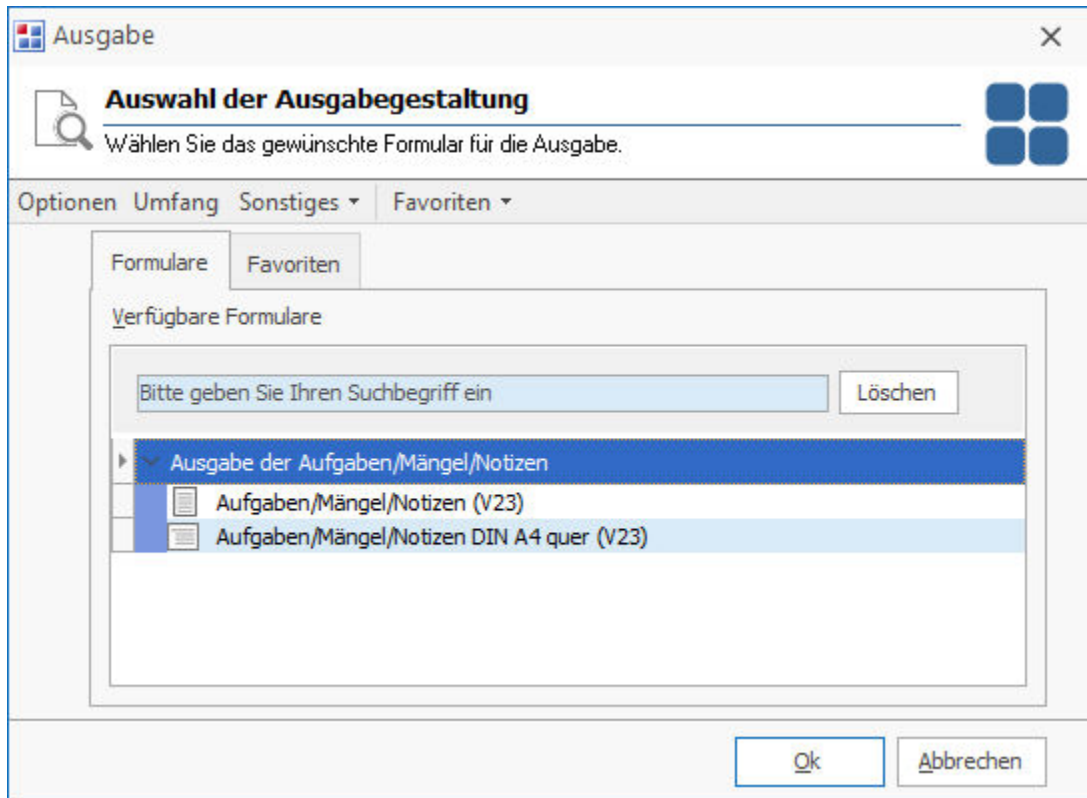 Ausgabe
Auswahl der Ausgabegestaltung
Wählen Sie das gewünschte Formular für die Ausgabe.
Optionen Umfang Sonstiges Favoriten
Formulare Favoriten
Verfügbare Formulare
Bitte geben Sie Ihren Suchbegriff ein Löschen
Ausgabe der Aufgaben/Mängel/Notizen
Aufgaben/Mängel/Notizen (V23)
Aufgaben/Mängel/Notizen DIN A4 quer (V23)
Ok Abbrechen